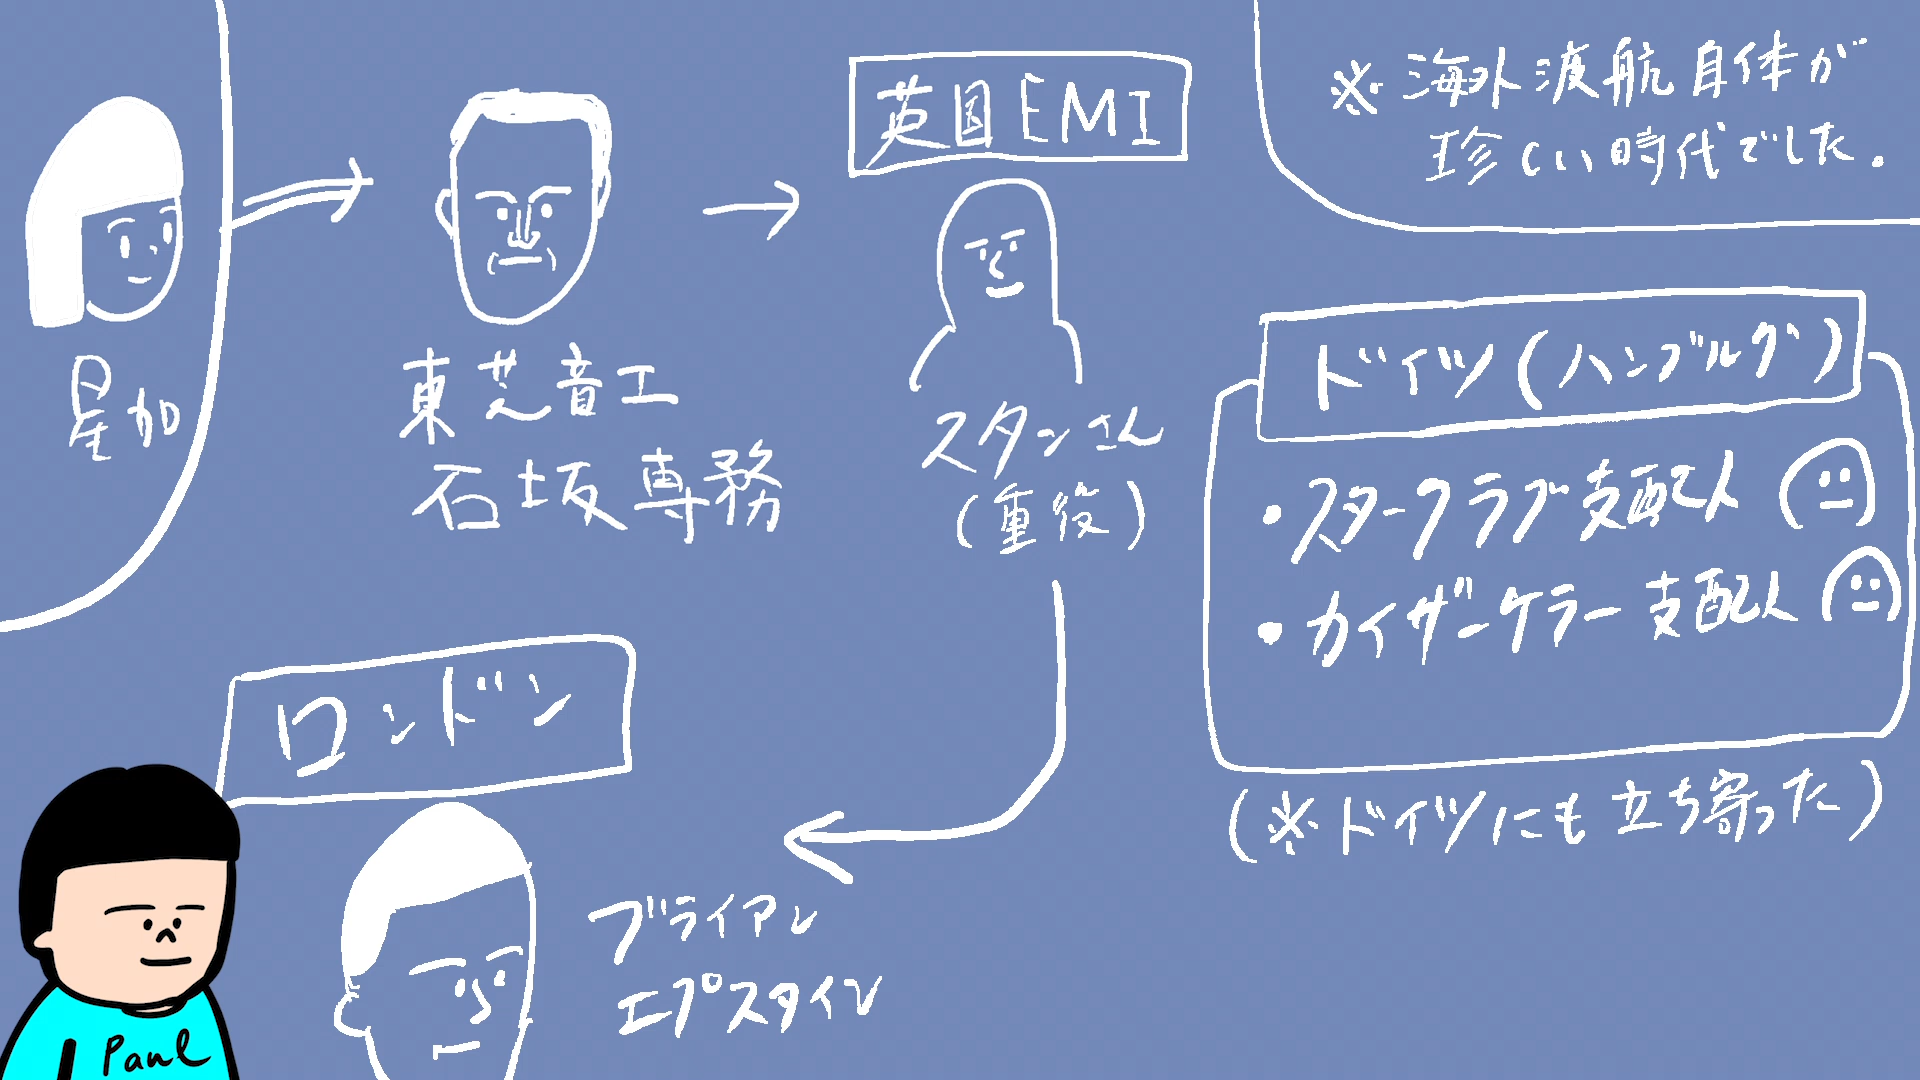 ※海外渡航自体が
珍しい時代でした。
英国EMI
星加
東芝音工
石坂専務
スタンさん
(重役)
ドイツ(ハンブルグ)
・スタークラブ支配人
・カイザーケラー支配人
(※ドイツにも立ち寄った)
ロンドン
ブライアン
エプスタイン
Paul